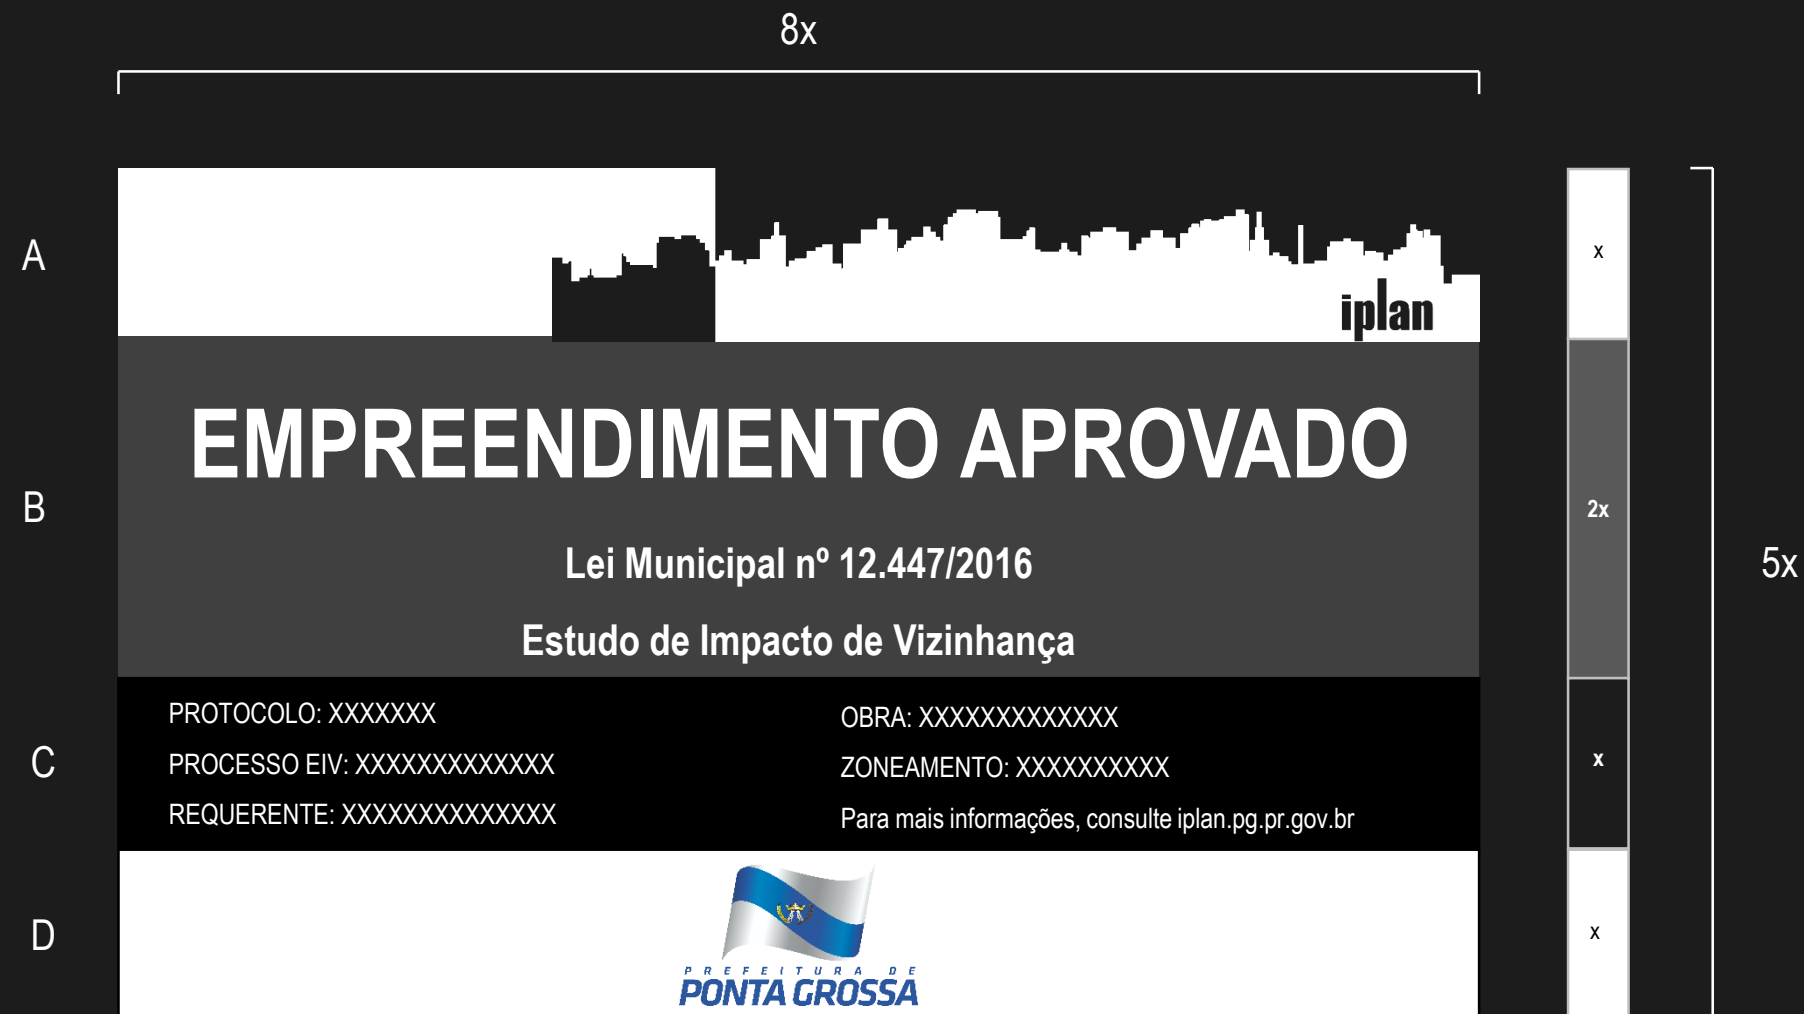 8x
A
iplan
x
B
EMPREENDIMENTO APROVADO
Lei Municipal nº 12.447/2016
Estudo de Impacto de Vizinhança
2x
5x
C
PROTOCOLO: XXXXXXX
PROCESSO EIV: XXXXXXXXXXXXX
REQUERENTE: XXXXXXXXXXXXXX
OBRA: XXXXXXXXXXXXX
ZONEAMENTO: XXXXXXXXXX
Para mais informações, consulte iplan.pg.pr.gov.br
x
D
PREFEITURA DE
PONTA GROSSA
x